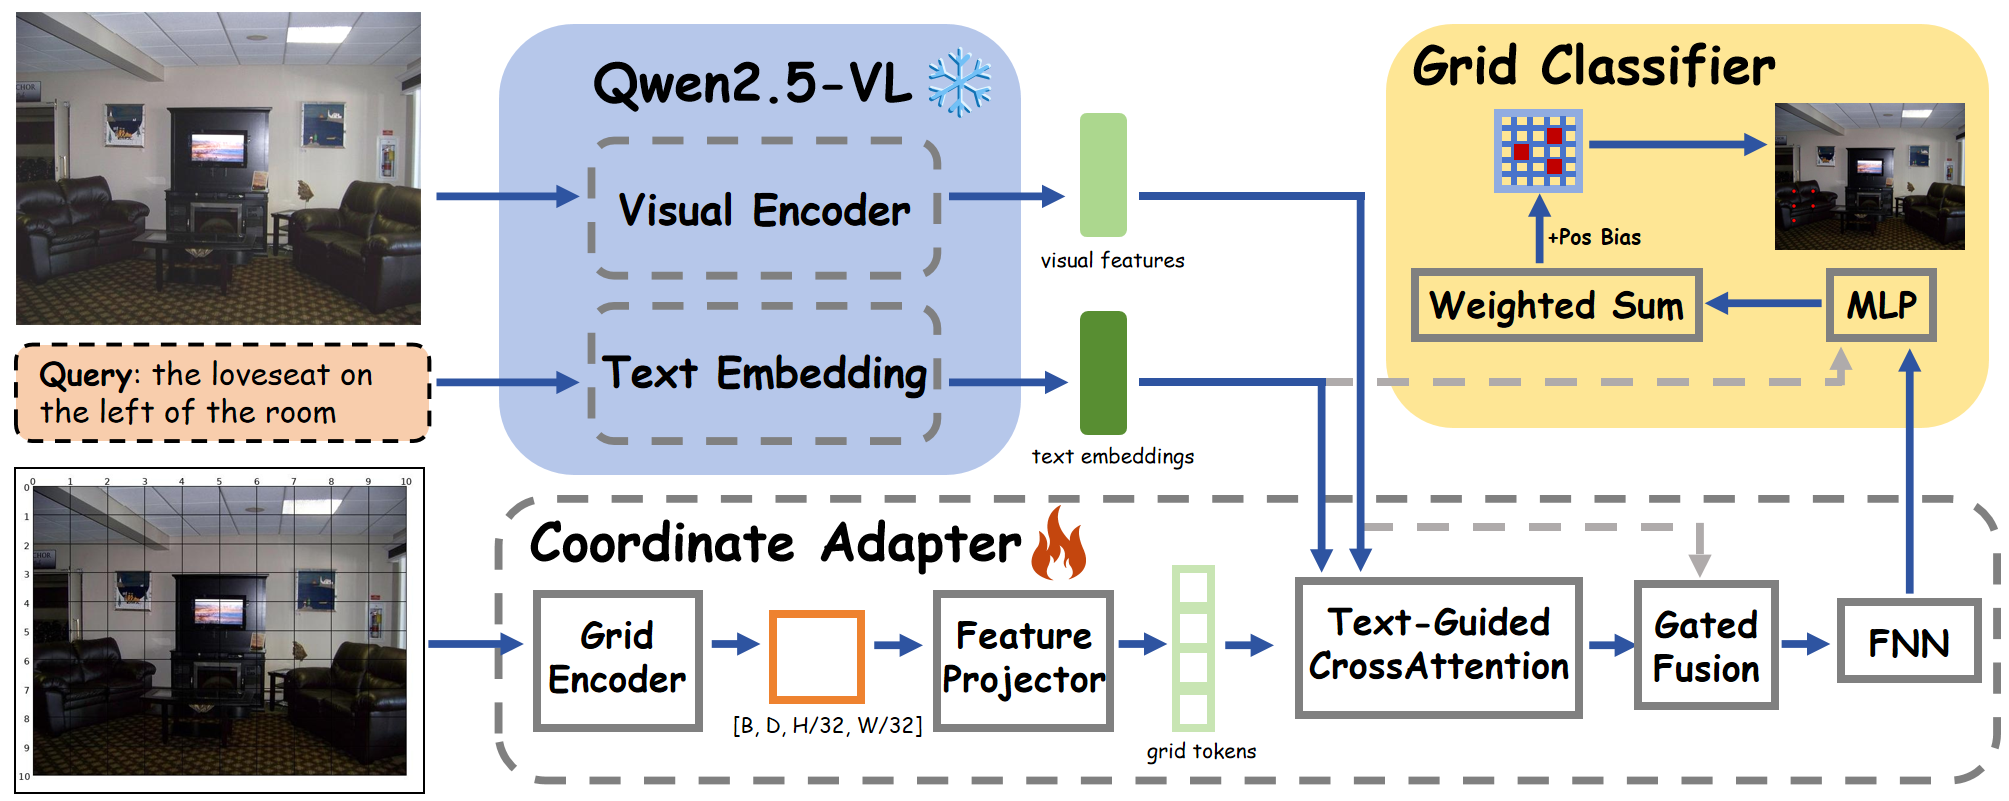 Qwen2.5-VL
Visual Encoder
visual features
Query: the loveseat on
the left of the room
Text Embedding
text embeddings
Grid Classifier
+Pos Bias
Weighted Sum
MLP
CHOR
0 1 2 3 4 5 6 7 8 9 10
0
1
2
3
4
5
6
7
8
9
10
CHOR
Coordinate Adapter
Grid
Encoder
[B, D, H/32, W/32]
Feature
Projector
grid tokens
Text-Guided
CrossAttention
Gated
Fusion
FNN